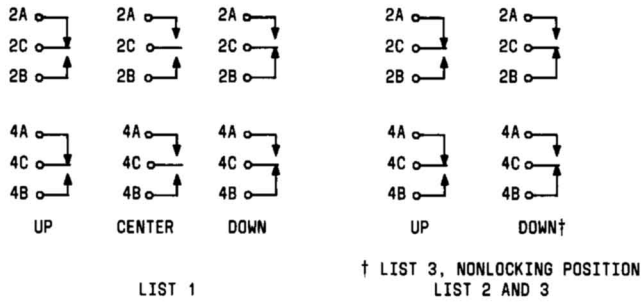 2A 2A 2A 2A 2A
2C 2C 2C 2C 2C
2B 2B 2B 2B 2B
4A 4A 4A 4A 4A
4C 4C 4C 4C 4C
4B 4B 4B 4B 4B
UP CENTER DOWN UP DOWN†
† LIST 3, NONLOCKING POSITION
LIST 1 LIST 2 AND 3